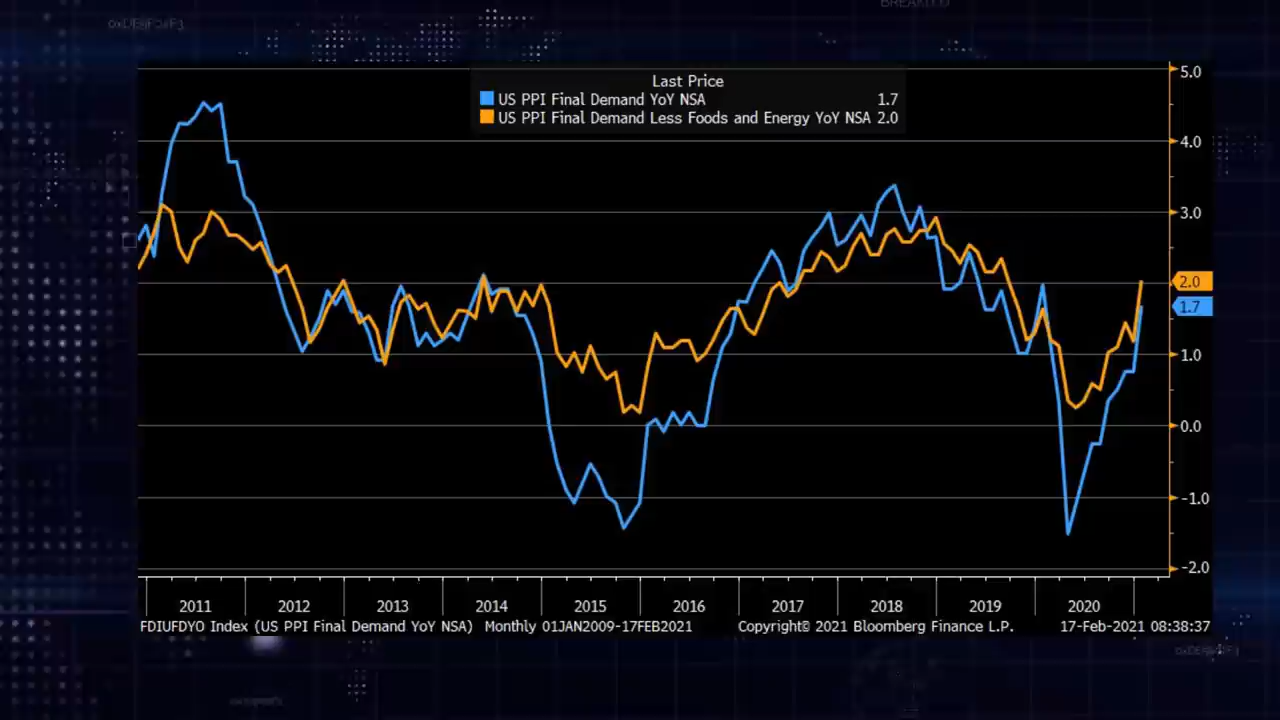 Last Price
US PPI Final Demand YoY NSA 1.7
US PPI Final Demand Less Foods and Energy YoY NSA 2.0
5.0
4.0
3.0
2.0
1.7
1.0
0.0
-1.0
-2.0
2011 2012 2013 2014 2015 2016 2017 2018 2019 2020
FDIUFDYO Index (US PPI Final Demand YoY NSA) Monthly 01JAN2009-17FEB2021 Copyright© 2021 Bloomberg Finance L.P. 17-Feb-2021 08:38:37